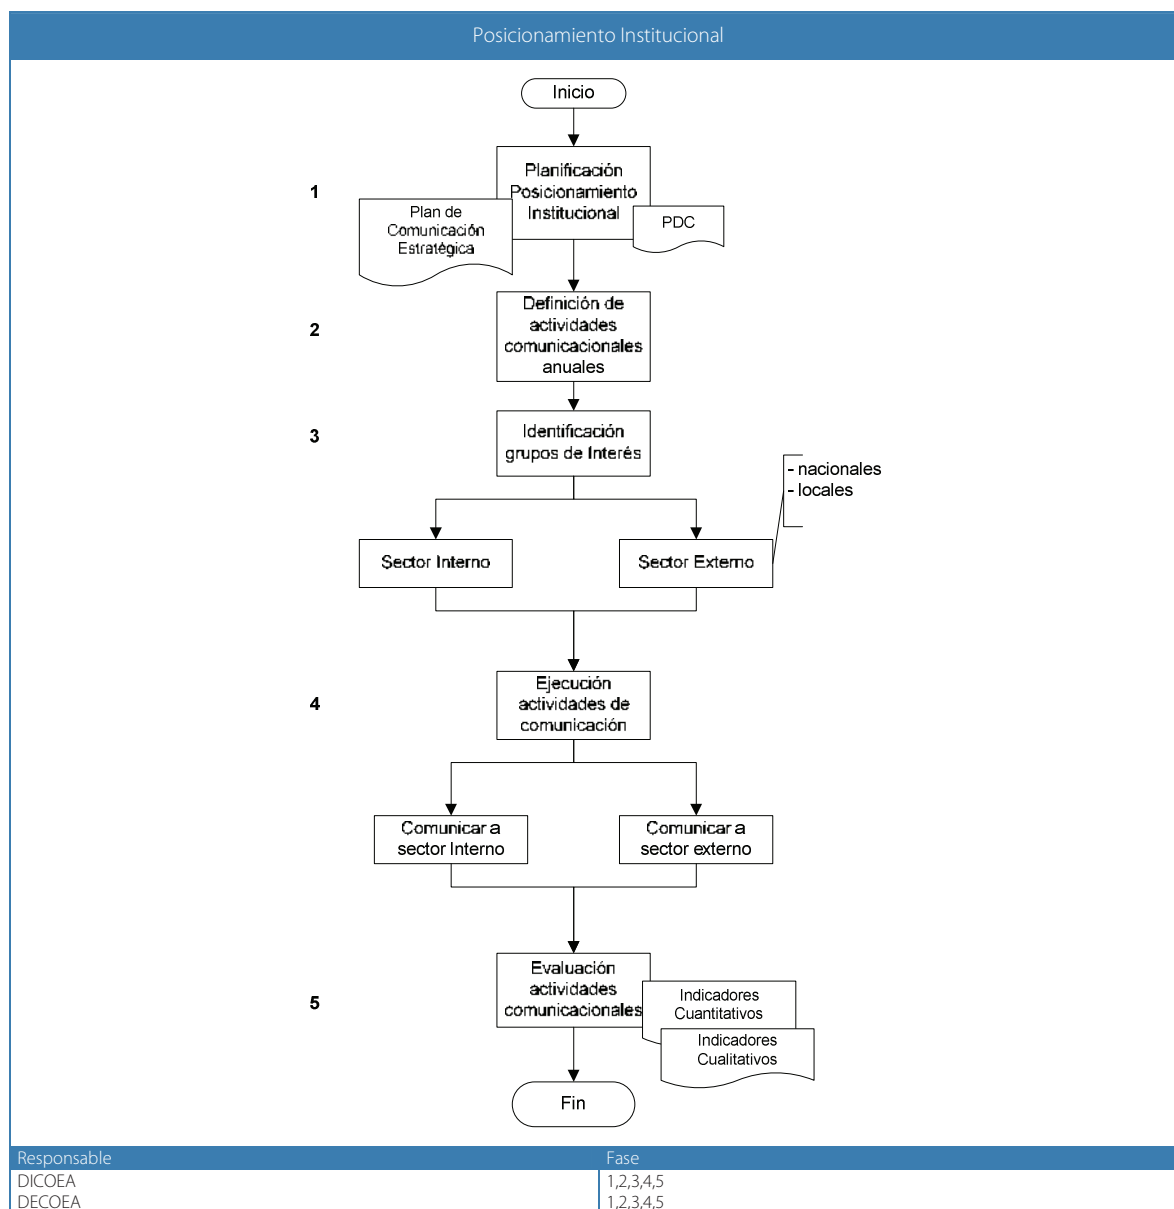 Posicionamiento Institucional
Inicio
1
Planificación
Posicionamiento
Institucional
Plan de
Comunicación
Estratégica
PDC
2
Definición de
actividades
comunicacionales
anuales
3
Identificación
grupos de Interés
- nacionales
- locales
Sector Interno
Sector Externo
4
Ejecución
actividades de
comunicación
Comunicar a
sector Interno
Comunicar a
sector externo
5
Evaluación
actividades
comunicacionales
Indicadores
Cuantitativos
Indicadores
Cualitativos
Fin
Responsable
Fase
DICOEA
1,2,3,4,5
DECOEA
1,2,3,4,5